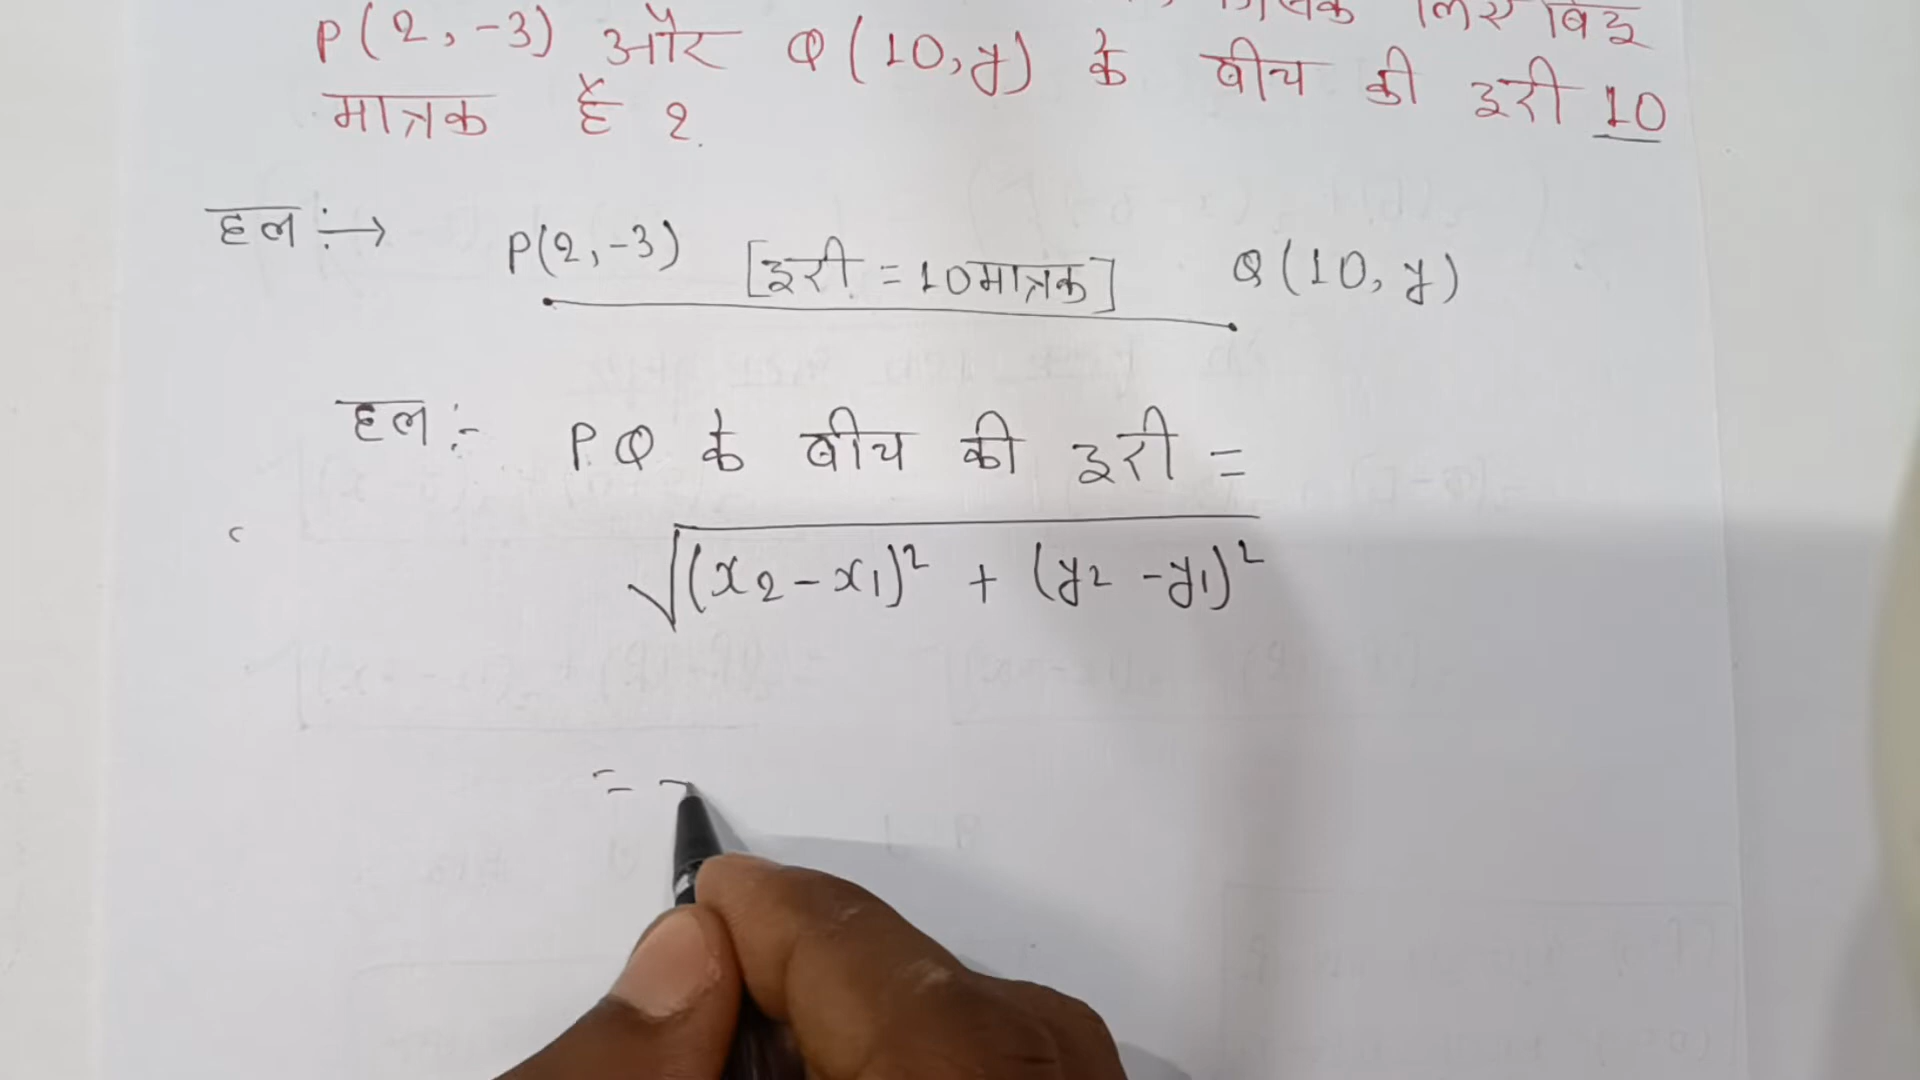 लिए बिंदु
P(2,-3) और Q(10,y) के बीच की दूरी 10
मात्रक है ?
हल :→ P(2,-3) [दूरी = 10 मात्रक] Q(10,y)
हल :- PQ के बीच की दूरी =
√(x₂-x₁)² + (y₂-y₁)²
=